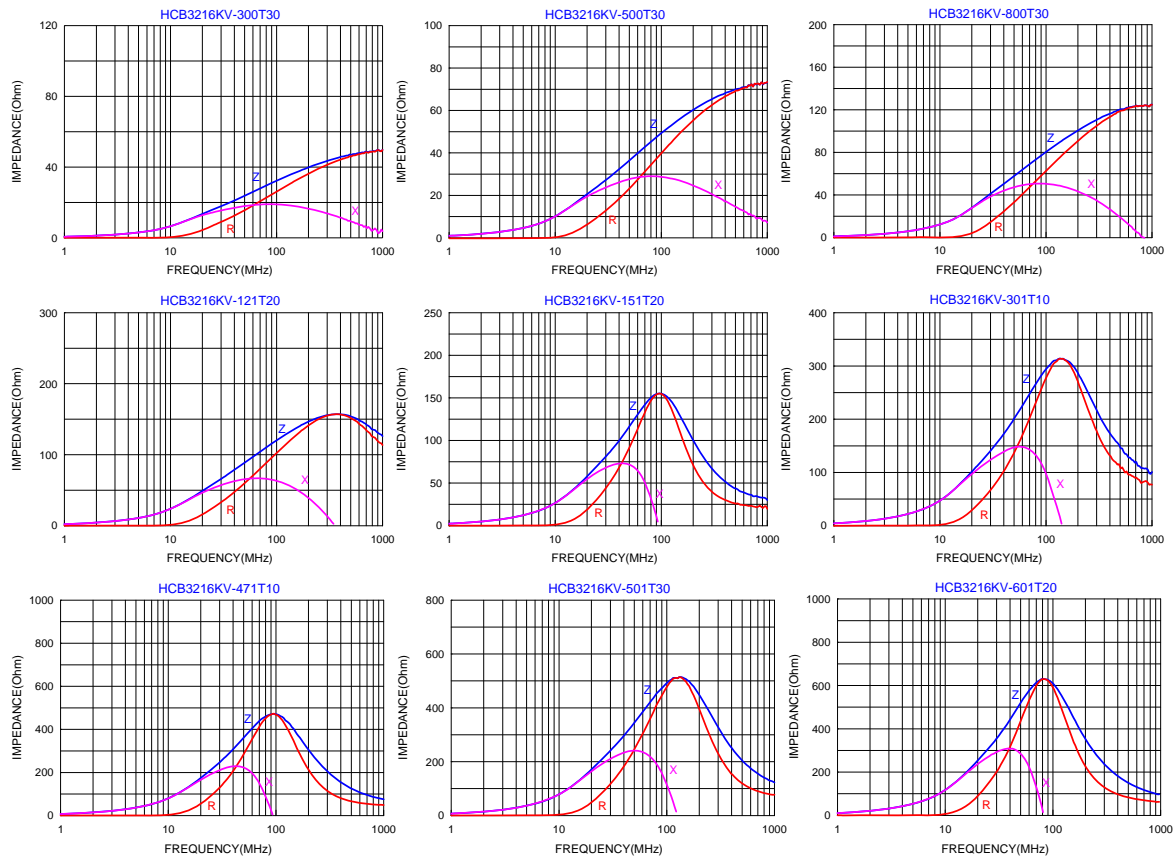 HCB3216KV-300T30
IMPEDANCE(Ohm)
120
80
40
20
0
Z
X
R
1 10 100 1000
FREQUENCY(MHz)
HCB3216KV-500T30
IMPEDANCE(Ohm)
100
80
60
40
20
0
Z
X
R
1 10 100 1000
FREQUENCY(MHz)
HCB3216KV-800T30
IMPEDANCE(Ohm)
200
160
120
80
40
0
Z
X
R
1 10 100 1000
FREQUENCY(MHz)
HCB3216KV-121T20
IMPEDANCE(Ohm)
300
200
100
0
Z
X
R
1 10 100 1000
FREQUENCY(MHz)
HCB3216KV-151T20
IMPEDANCE(Ohm)
250
200
150
100
50
0
Z
X
R
1 10 100 1000
FREQUENCY(MHz)
HCB3216KV-301T10
IMPEDANCE(Ohm)
400
300
200
100
0
Z
X
R
1 10 100 1000
FREQUENCY(MHz)
HCB3216KV-471T10
IMPEDANCE(Ohm)
1000
800
600
400
200
0
Z
X
R
1 10 100 1000
FREQUENCY(MHz)
HCB3216KV-501T30
IMPEDANCE(Ohm)
800
600
400
200
0
Z
X
R
1 10 100 1000
FREQUENCY(MHz)
HCB3216KV-601T20
IMPEDANCE(Ohm)
1000
800
600
400
200
0
Z
X
R
1 10 100 1000
FREQUENCY(MHz)